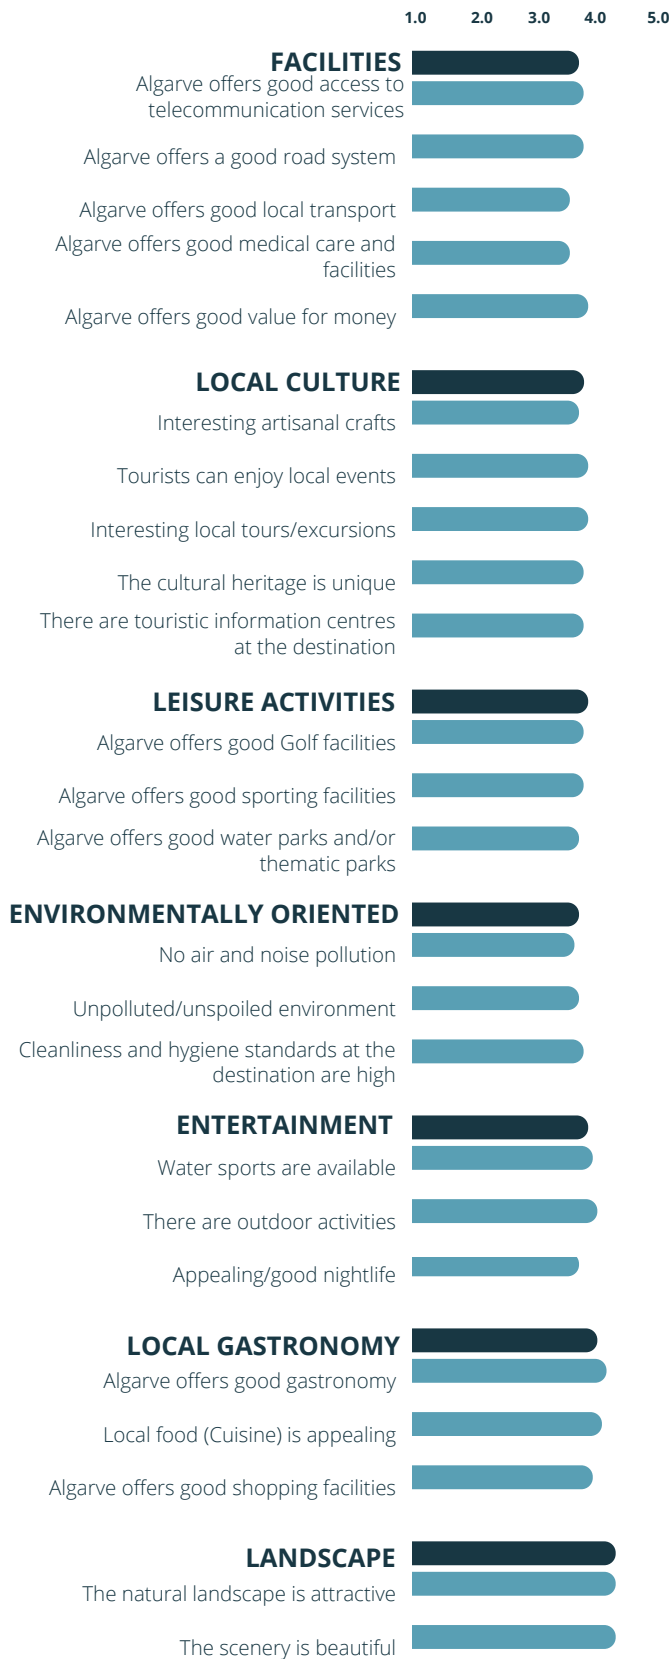 1.0 2.0 3.0 4.0 5.0
FACILITIES
Algarve offers good access to
telecommunication services
Algarve offers a good road system
Algarve offers good local transport
Algarve offers good medical care and
facilities
Algarve offers good value for money
LOCAL CULTURE
Interesting artisanal crafts
Tourists can enjoy local events
Interesting local tours/excursions
The cultural heritage is unique
There are touristic information centres
at the destination
LEISURE ACTIVITIES
Algarve offers good Golf facilities
Algarve offers good sporting facilities
Algarve offers good water parks and/or
thematic parks
ENVIRONMENTALLY ORIENTED
No air and noise pollution
Unpolluted/unspoiled environment
Cleanliness and hygiene standards at the
destination are high
ENTERTAINMENT
Water sports are available
There are outdoor activities
Appealing/good nightlife
LOCAL GASTRONOMY
Algarve offers good gastronomy
Local food (Cuisine) is appealing
Algarve offers good shopping facilities
LANDSCAPE
The natural landscape is attractive
The scenery is beautiful